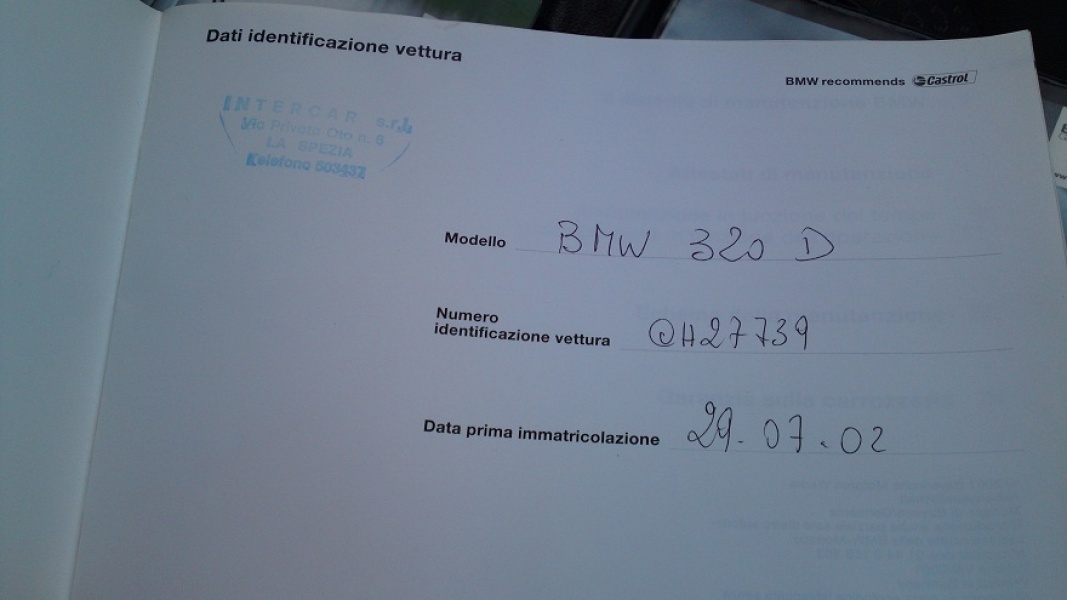 Dati identificazione vettura
BMW recommends Castrol
INTERCAR s.r.l.
Via Privata Oto n. 6
LA SPEZIA
Telefono 503437
Modello BMW 320 D
Numero
identificazione vettura @H27739
Data prima immatricolazione 29.07.02